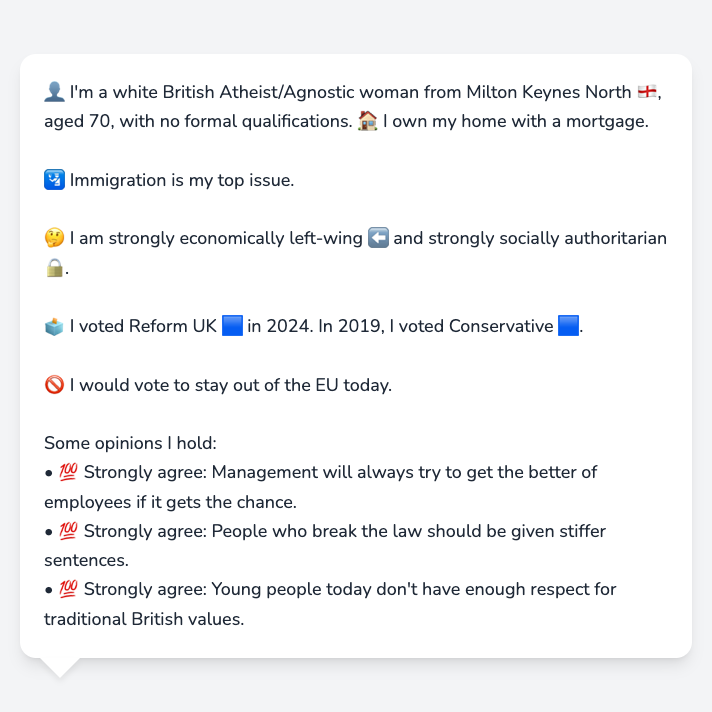 👤 I'm a white British Atheist/Agnostic woman from Milton Keynes North 🏴󠁧󠁢󠁥󠁮󠁧󠁿,
aged 70, with no formal qualifications. 🏠 I own my home with a mortgage.
🛂 Immigration is my top issue.
🤔 I am strongly economically left-wing ⬅️ and strongly socially authoritarian
🔒.
🗳️ I voted Reform UK 🟦 in 2024. In 2019, I voted Conservative 🟦.
🚫 I would vote to stay out of the EU today.
Some opinions I hold:
• 💯 Strongly agree: Management will always try to get the better of
employees if it gets the chance.
• 💯 Strongly agree: People who break the law should be given stiffer
sentences.
• 💯 Strongly agree: Young people today don't have enough respect for
traditional British values.